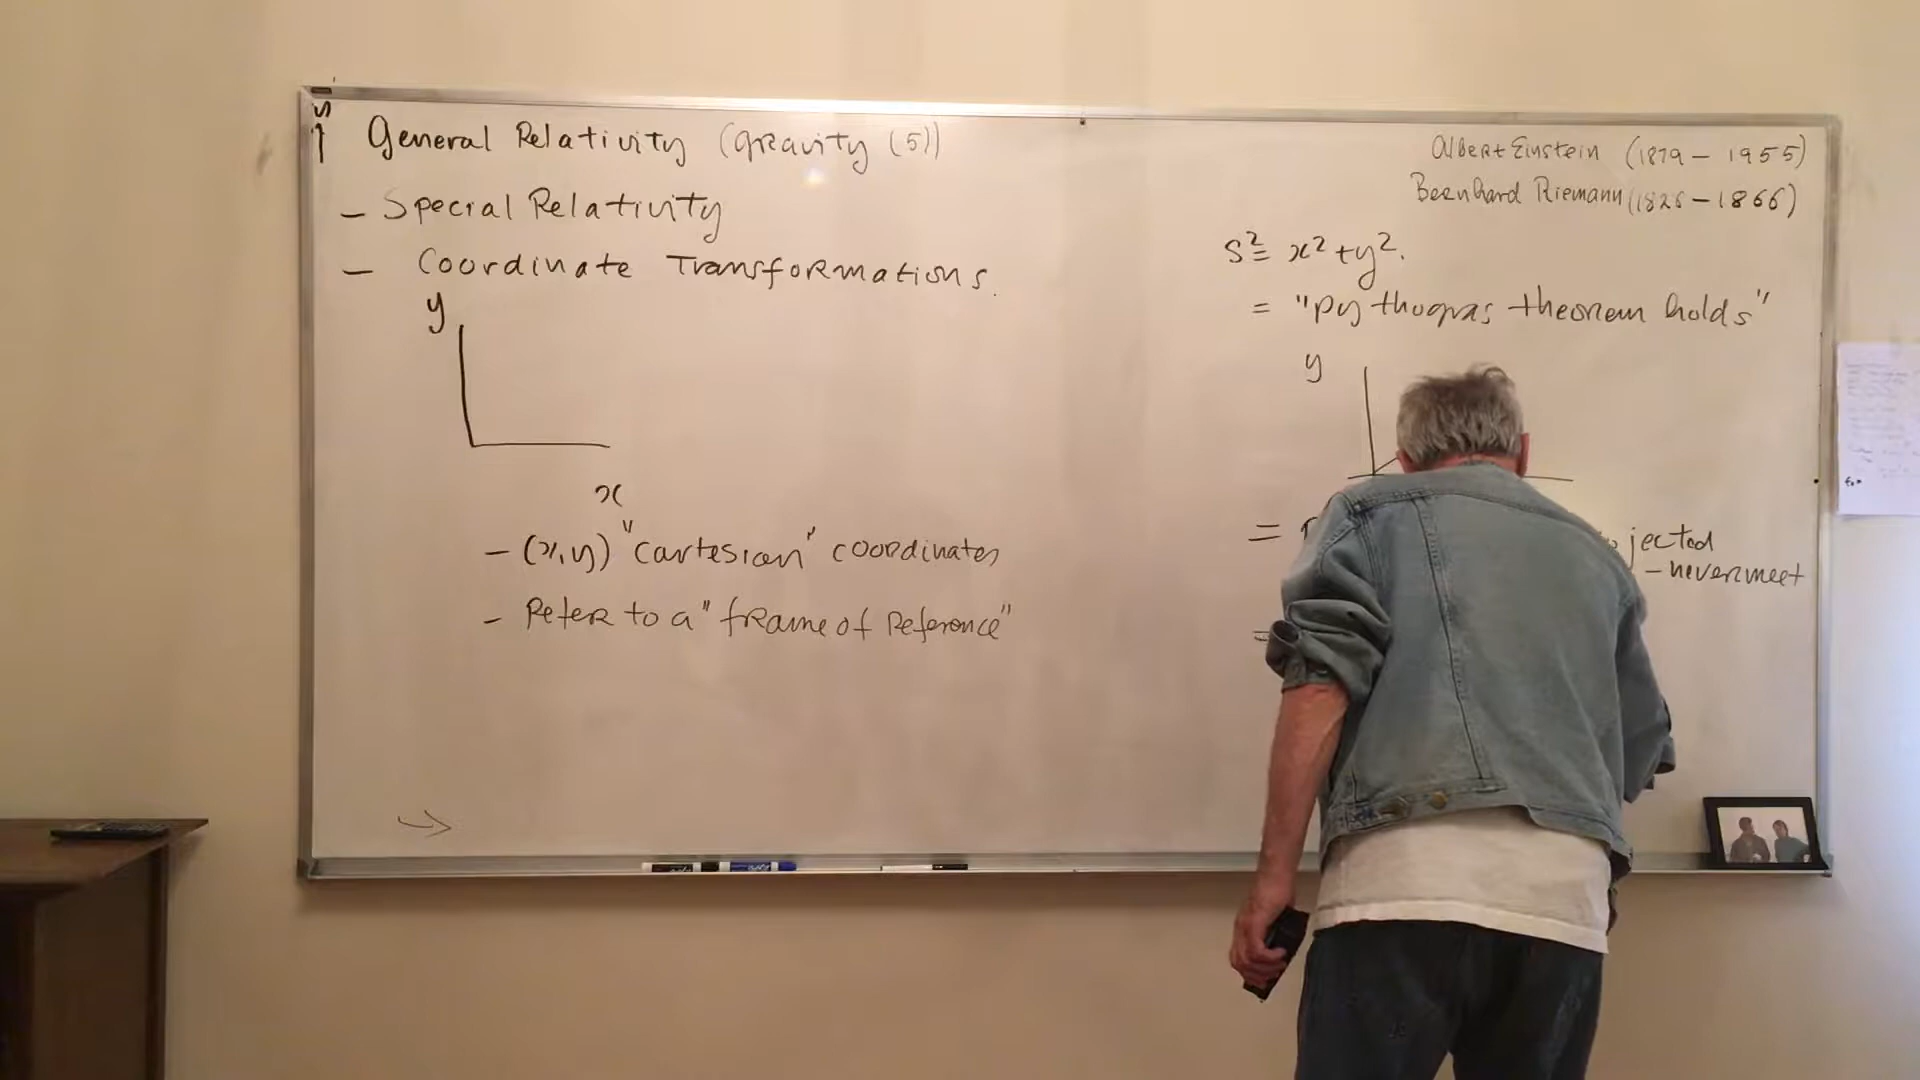 General Relativity (gravity (5))
- Special Relativity
- Coordinate Transformations.
y
x
- (x,y) "cartesian" coordinates
- Refer to a "frame of Reference"
Albert Einstein (1879 - 1955)
Bernhard Riemann (1826 - 1866)
S² = x² + y².
= "pythogras theorem holds"
y
=
jected
- never meet
=